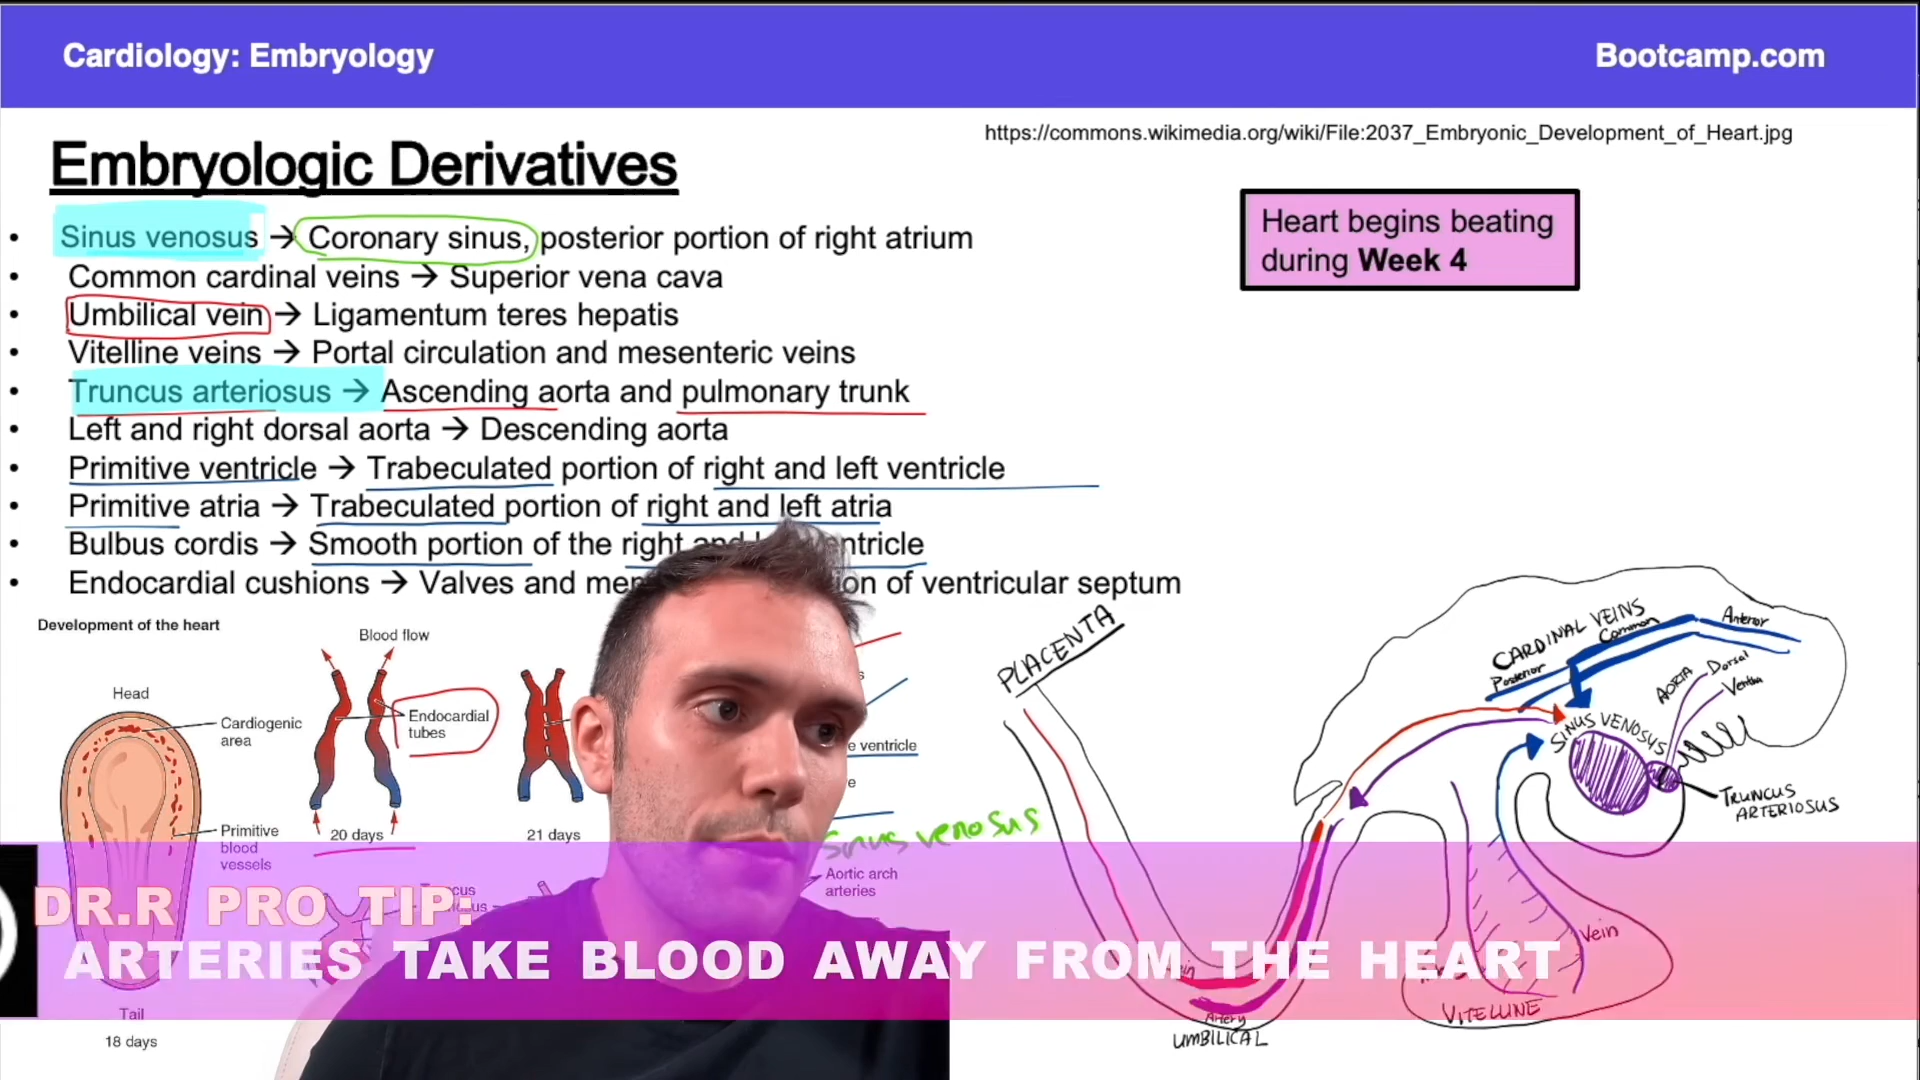 Cardiology: Embryology
Bootcamp.com
https://commons.wikimedia.org/wiki/File:2037_Embryonic_Development_of_Heart.jpg
Embryologic Derivatives
Heart begins beating
during Week 4
• Sinus venosus → Coronary sinus, posterior portion of right atrium
• Common cardinal veins → Superior vena cava
• Umbilical vein → Ligamentum teres hepatis
• Vitelline veins → Portal circulation and mesenteric veins
• Truncus arteriosus → Ascending aorta and pulmonary trunk
• Left and right dorsal aorta → Descending aorta
• Primitive ventricle → Trabeculated portion of right and left ventricle
• Primitive atria → Trabeculated portion of right and left atria
• Bulbus cordis → Smooth portion of the right and ntricle
• Endocardial cushions → Valves and of ventricular septum
Development of the heart
Blood flow
Head
Cardiogenic
area
Endocardial
tubes
e ventricle
Primitive
blood
vessels
20 days
21 days
Sinus venosus
Aortic arch
arteries
Tail
18 days
PLACENTA
CARDINAL VEINS
Common
Anterior
Posterior
AORTA
Dorsal
Ventral
SINUS VENOSUS
TRUNCUS
ARTERIOSUS
Vein
VITELLINE
Artery
UMBILICAL
DR.R PRO TIP:
ARTERIES TAKE BLOOD AWAY FROM THE HEART